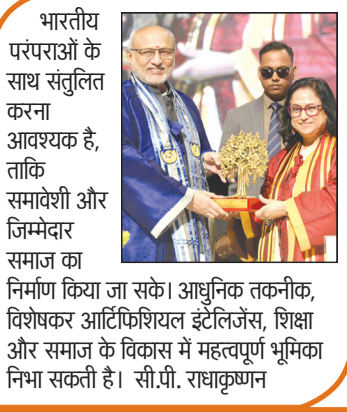 भारतीय
परंपराओं के
साथ संतुलित
करना
आवश्यक है,
ताकि
समावेशी और
जिम्मेदार
समाज का
निर्माण किया जा सके। आधुनिक तकनीक,
विशेषकर आर्टिफिशियल इंटेलिजेंस, शिक्षा
और समाज के विकास में महत्वपूर्ण भूमिका
निभा सकती है। सी.पी. राधाकृष्णन